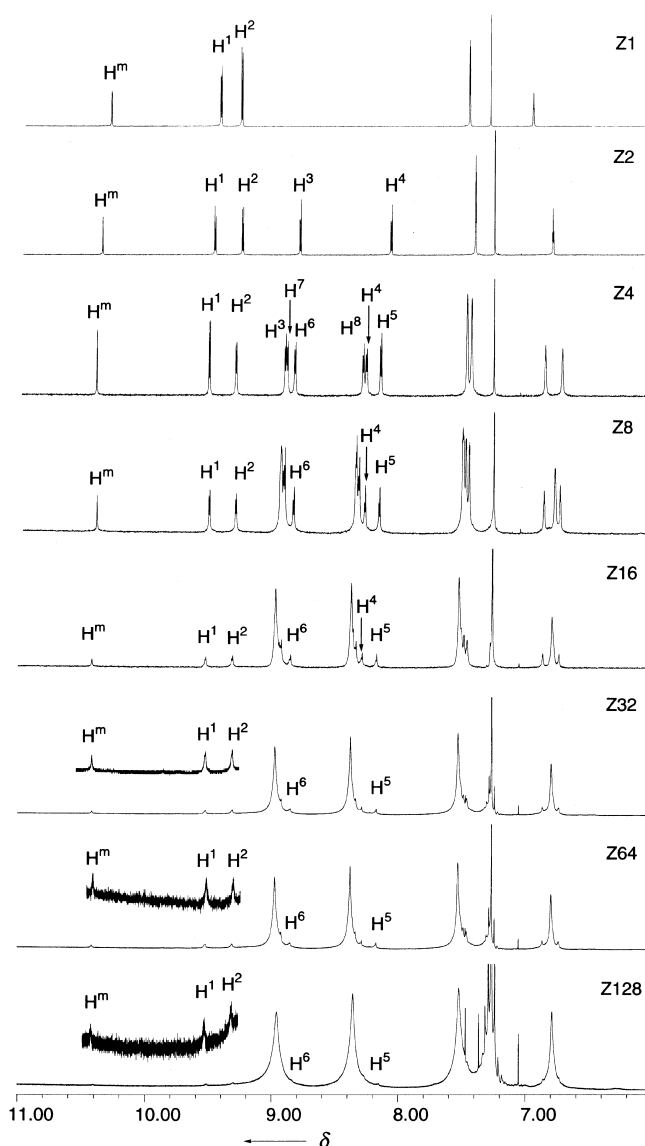 Z1
Hᵐ H¹ H²
Z2
Hᵐ H¹ H² H³ H⁴
Z4
Hᵐ H¹ H² H³ H⁷ H⁶ H⁸ H⁴ H⁵
Z8
Hᵐ H¹ H² H⁶ H⁴ H⁵
Z16
Hᵐ H¹ H² H⁶ H⁴ H⁵
Z32
Hᵐ H¹ H² H⁶ H⁵
Z64
Hᵐ H¹ H² H⁶ H⁵
Z128
Hᵐ H¹ H² H⁶ H⁵
11.00 10.00 9.00 8.00 7.00
δ